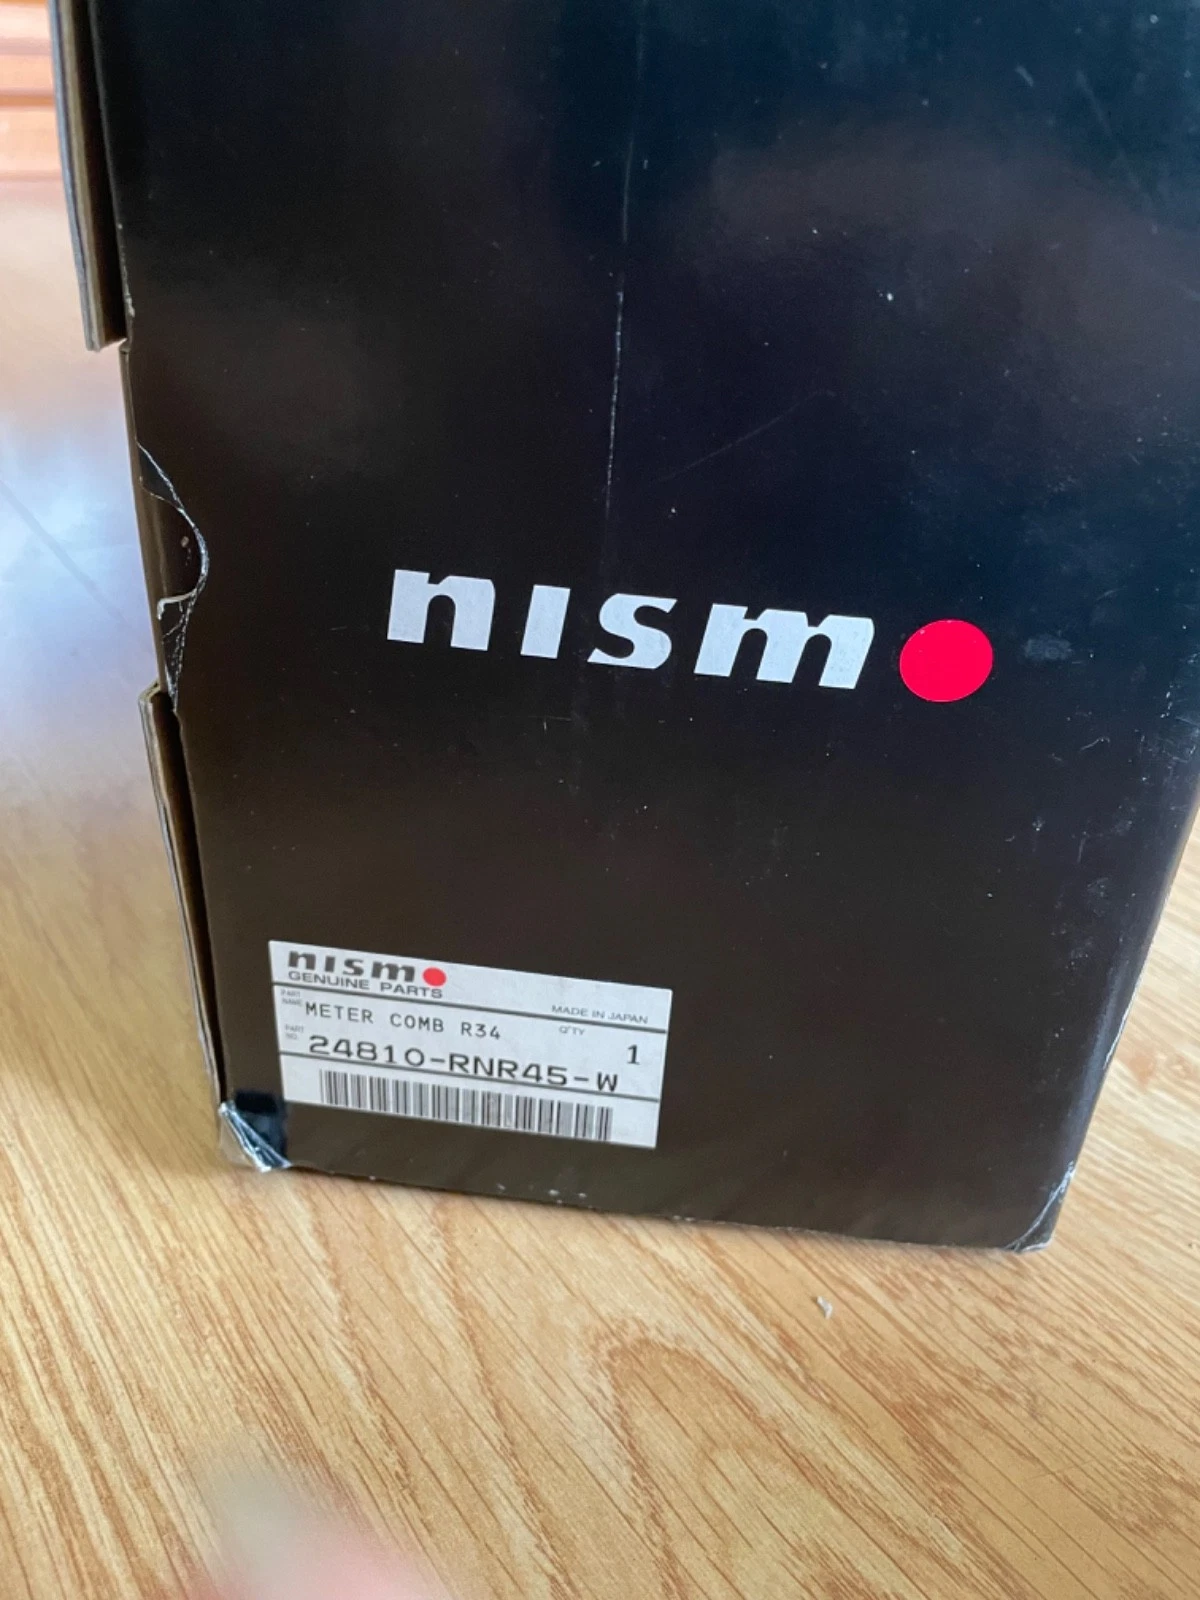 nismo
nismo
GENUINE PARTS
MADE IN JAPAN
PART NAME METER COMB R34
Q'TY 1
PART NO. 24810-RNR45-W